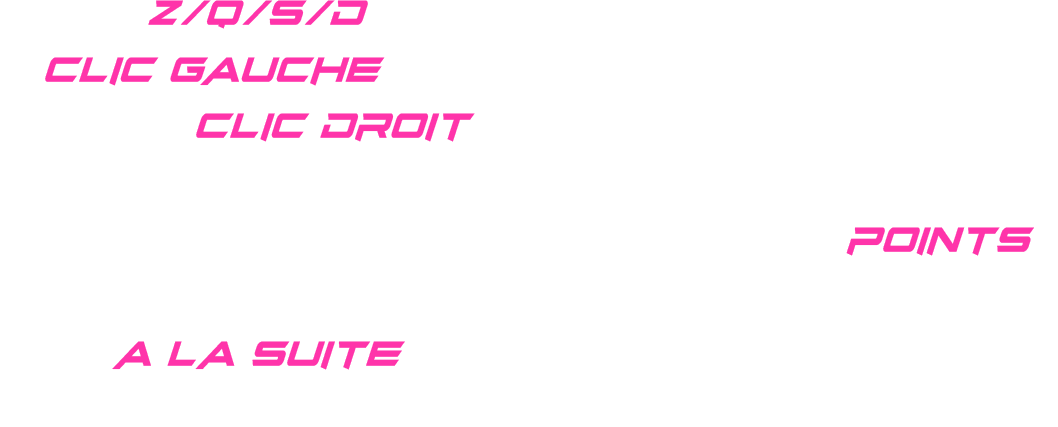 Z/Q/S/D
CLIC GAUCHE
CLIC DROIT
POINTS
A LA SUITE